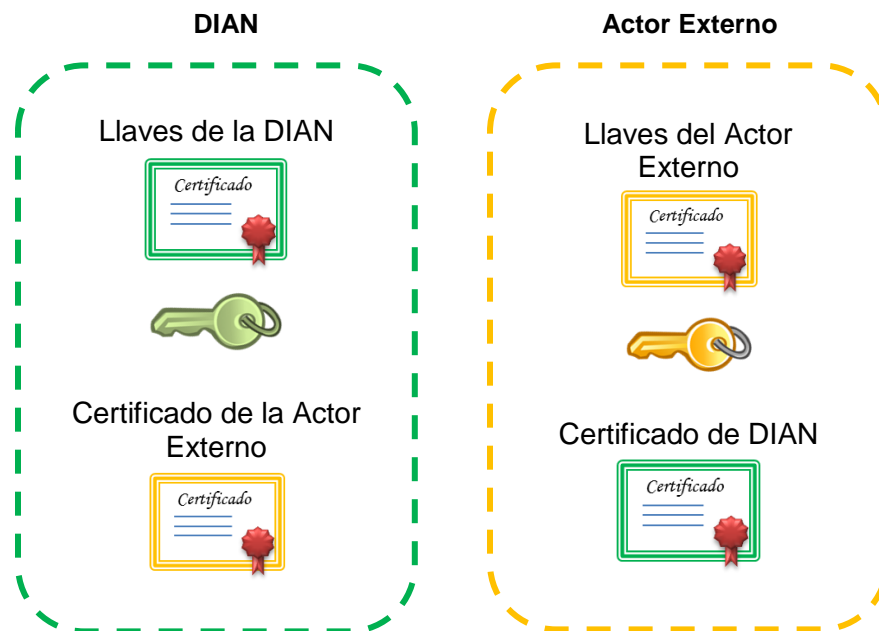 DIAN
Llaves de la DIAN
Certificado
Certificado de la Actor
Externo
Certificado
Actor Externo
Llaves del Actor
Externo
Certificado
Certificado de DIAN
Certificado